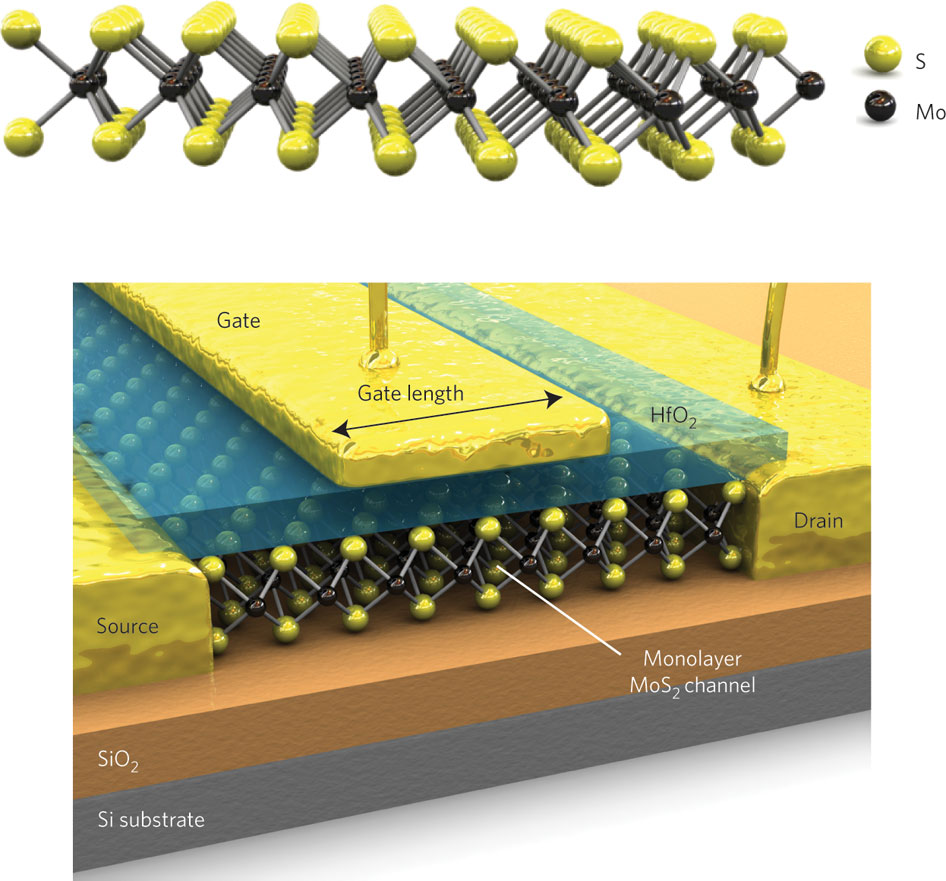 S
Mo
Gate
Gate length
HfO₂
Drain
Source
Monolayer
MoS₂ channel
SiO₂
Si substrate